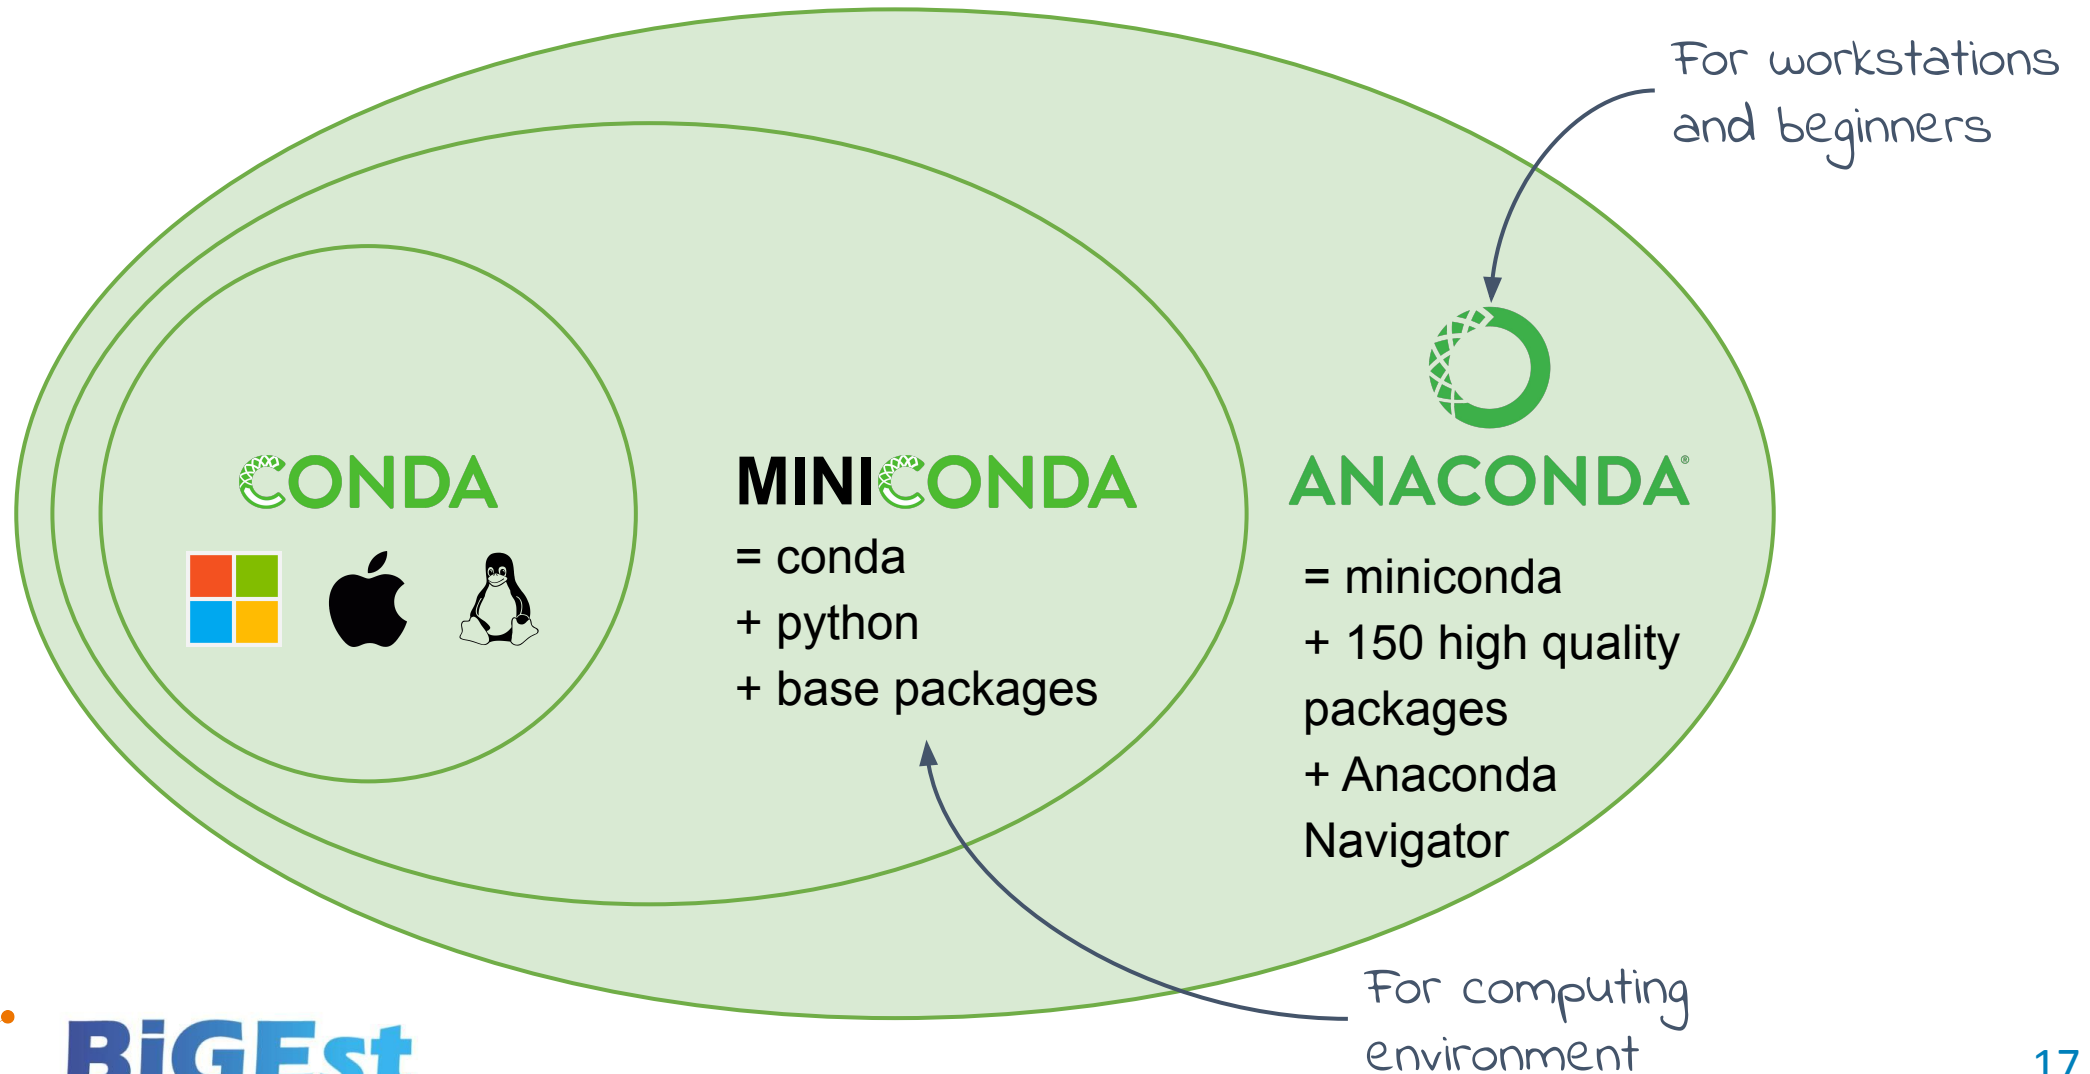 For workstations
and beginners
CONDA
MINICONDA
= conda
+ python
+ base packages
ANACONDA®
= miniconda
+ 150 high quality
packages
+ Anaconda
Navigator
For computing
environment
BiGEst
17